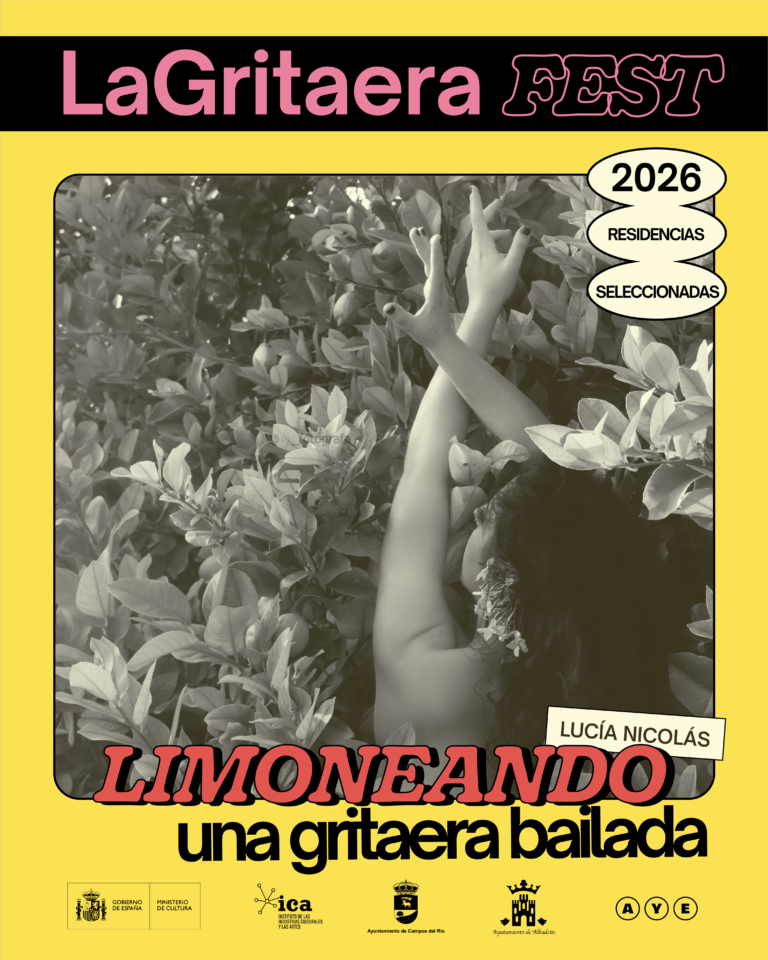 LaGritaera FEST
2026
RESIDENCIAS
SELECCIONADAS
LUCÍA NICOLÁS
LIMONEANDO
una gritaera bailada
GOBIERNO
DE ESPAÑA
MINISTERIO
DE CULTURA
ica
INSTITUTO DE LAS
INDUSTRIAS CULTURALES
Y LAS ARTES
Ayuntamiento de Campos del Río
Ayuntamiento de Albudeite
A Y E